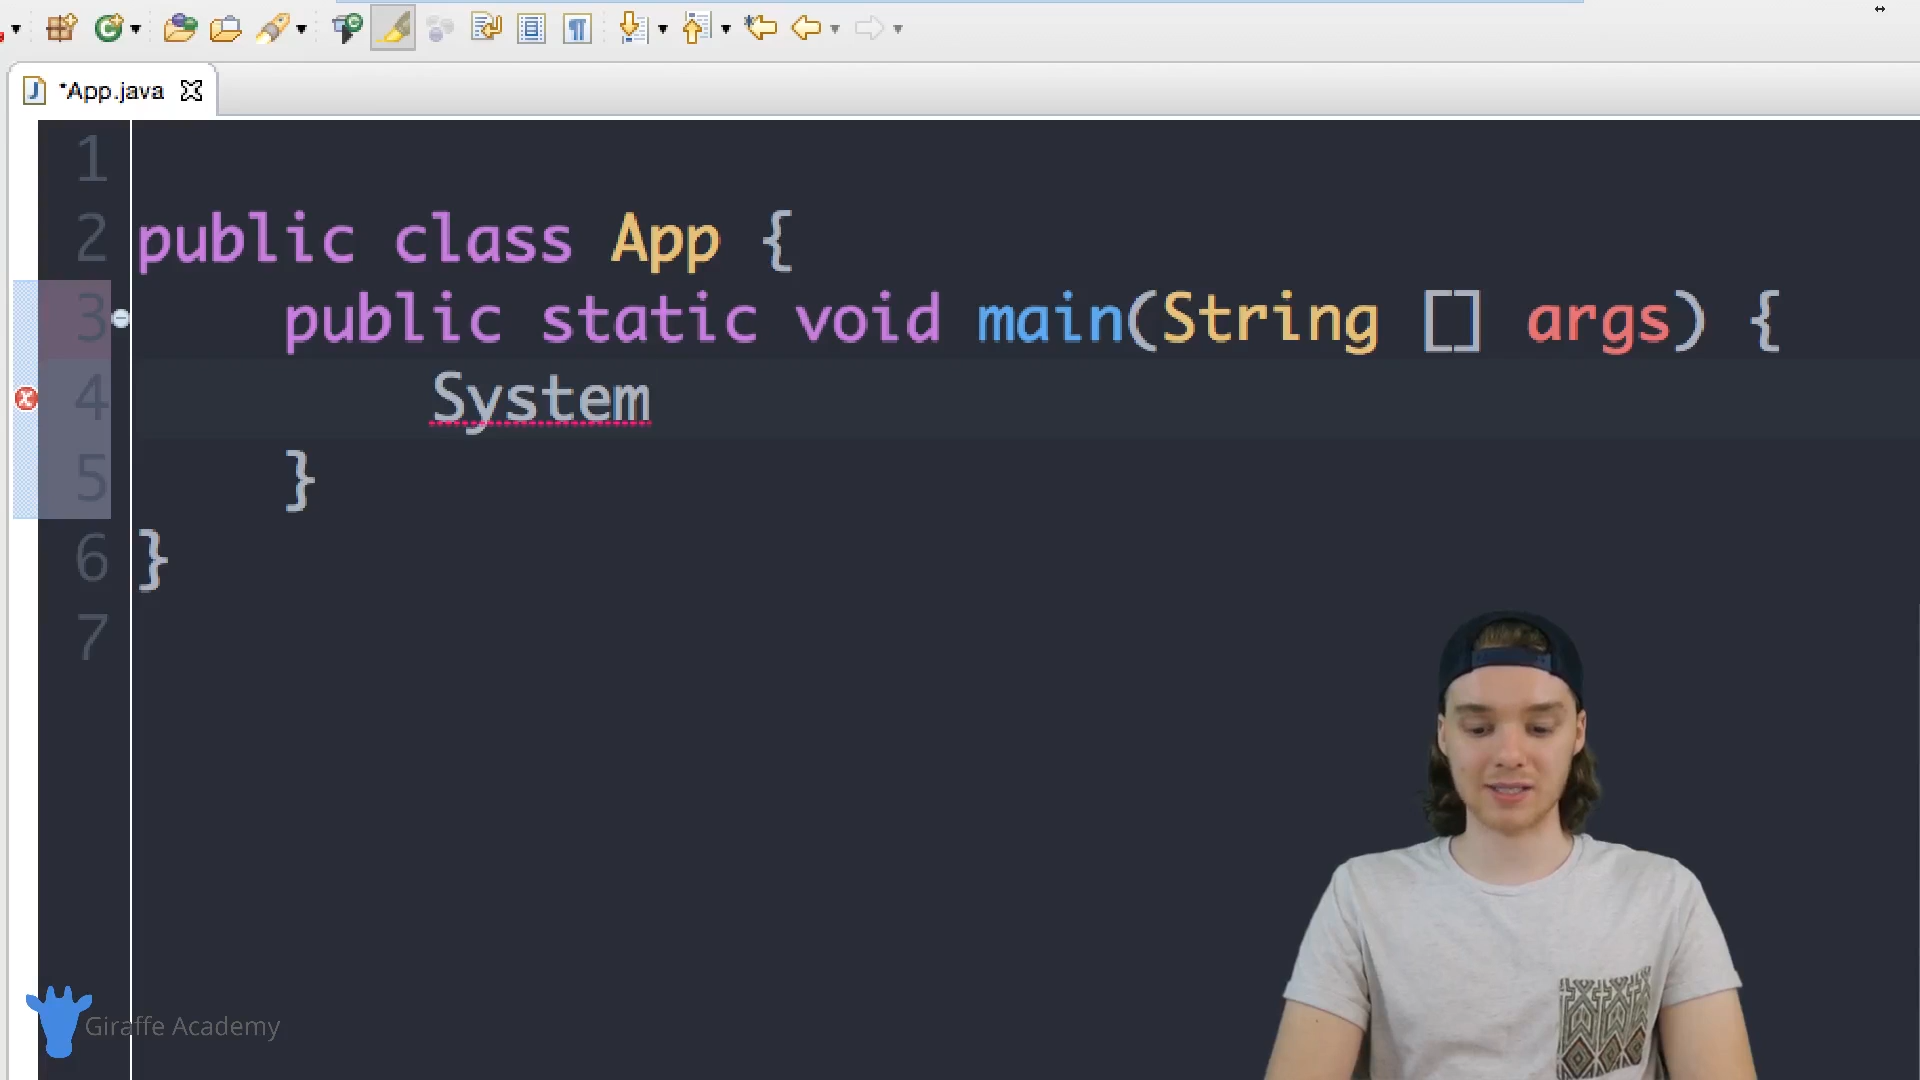 *App.java
1
2 public class App {
3 public static void main(String [] args) {
4 System
5 }
6 }
7
Giraffe Academy